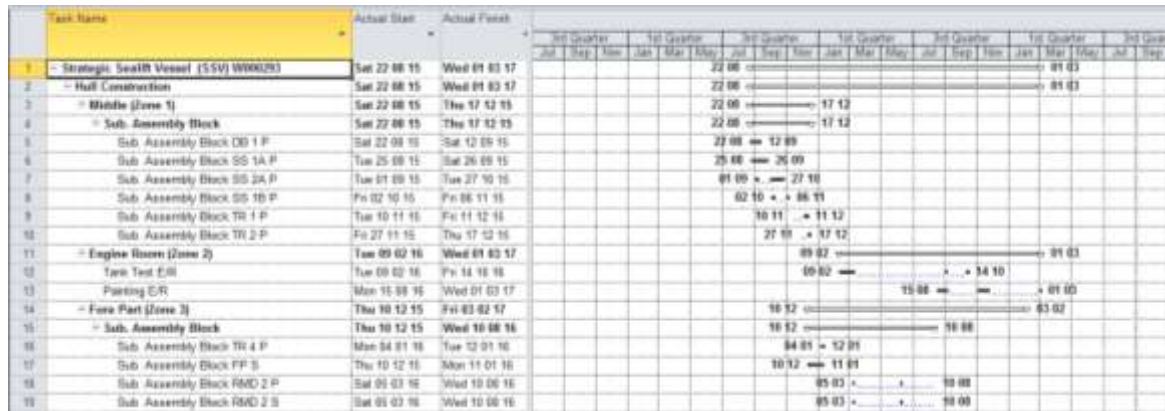 Task Name Actual Start Actual Finish
3rd Quarter 1st Quarter 3rd Quarter 1st Quarter 3rd Quarter 1st Quarter
Jul Sep Nov Jan Mar May Jul Sep Nov Jan Mar May Jul Sep Nov Jan Mar May Jul Sep
1 Strategic Sealift Vessel (SSV) W000293 Sat 22 08 15 Wed 01 03 17 22 08 01 03
2 Hull Construction Sat 22 08 15 Wed 01 03 17 22 08 01 03
3 Middle (Zone 1) Sat 22 08 15 Thu 17 12 15 22 08 17 12
4 Sub. Assembly Block Sat 22 08 15 Thu 17 12 15 22 08 17 12
5 Sub. Assembly Block DB 1 P Sat 22 08 15 Sat 12 09 15 22 08 12 09
6 Sub. Assembly Block SS 1A P Tue 25 08 15 Sat 26 09 15 25 08 26 09
7 Sub. Assembly Block SS 2A P Tue 01 09 15 Tue 27 10 15 01 09 27 10
8 Sub. Assembly Block SS 1B P Fri 02 10 15 Fri 06 11 15 02 10 06 11
9 Sub. Assembly Block TR 1 P Tue 10 11 15 Fri 11 12 15 10 11 11 12
10 Sub. Assembly Block TR 2 P Fri 27 11 15 Thu 17 12 15 27 11 17 12
11 Engine Room (Zone 2) Tue 09 02 16 Wed 01 03 17 09 02 01 03
12 Tank Test E/R Tue 09 02 16 Fri 14 10 16 09 02 14 10
13 Painting E/R Mon 15 08 16 Wed 01 03 17 15 08 01 03
14 Fore Part (Zone 3) Thu 10 12 15 Fri 03 02 17 10 12 03 02
15 Sub. Assembly Block Thu 10 12 15 Wed 10 08 16 10 12 10 08
16 Sub. Assembly Block TR 4 P Mon 04 01 16 Tue 12 01 16 04 01 12 01
17 Sub. Assembly Block FP S Thu 10 12 15 Mon 11 01 16 10 12 11 01
18 Sub. Assembly Block RMD 2 P Sat 05 03 16 Wed 10 08 16 05 03 10 08
19 Sub. Assembly Block RMD 2 S Sat 05 03 16 Wed 10 08 16 05 03 10 08